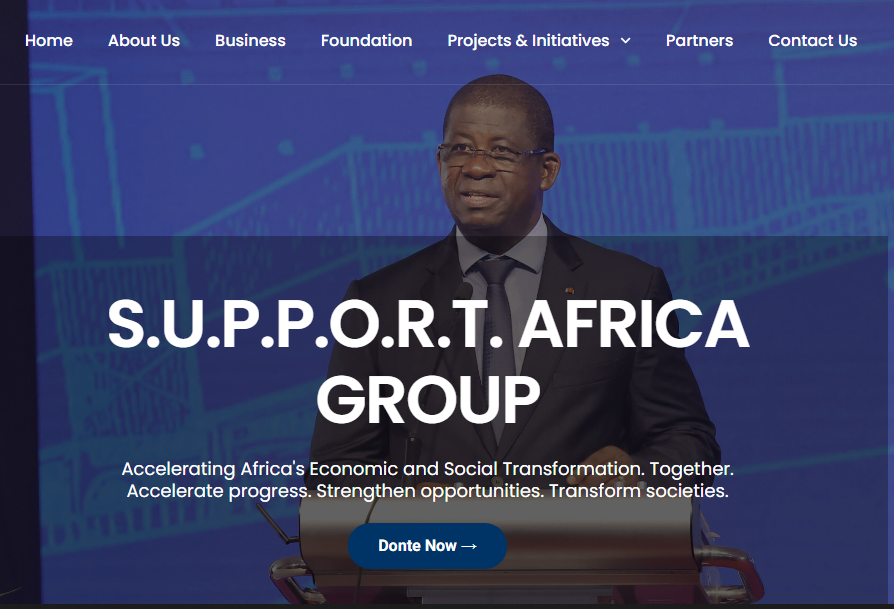 Home About Us Business Foundation Projects & Initiatives Partners Contact Us
S.U.P.P.O.R.T. AFRICA
GROUP
Accelerating Africa's Economic and Social Transformation. Together.
Accelerate progress. Strengthen opportunities. Transform societies.
Donte Now →